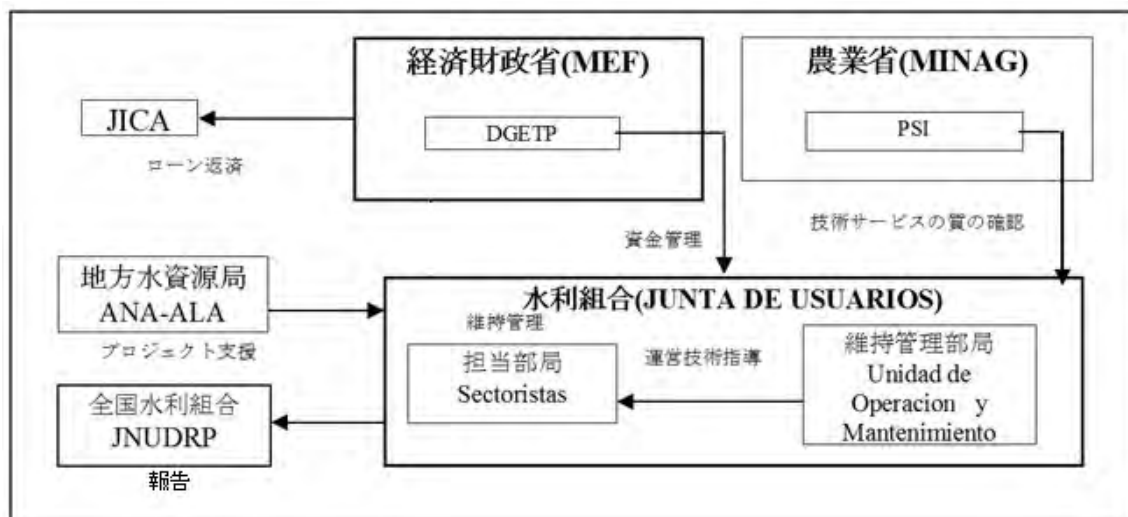 経済財政省(MEF)
農業省(MINAG)
JICA
DGETP
PSI
ローン返済
資金管理
技術サービスの質の確認
地方水資源局
ANA-ALA
プロジェクト支援
水利組合(JUNTA DE USUARIOS)
維持管理
担当部局
Sectoristas
運営技術指導
維持管理部局
Unidad de
Operacion y
Mantenimiento
全国水利組合
JNUDRP
報告